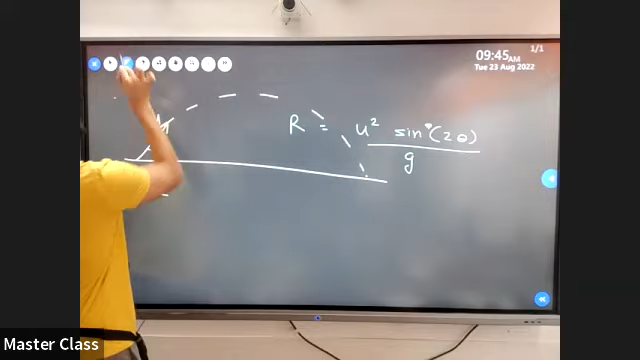 09:45AM
Tue 23 Aug 2022
1/1
R = u² sin(2θ)
g
Master Class